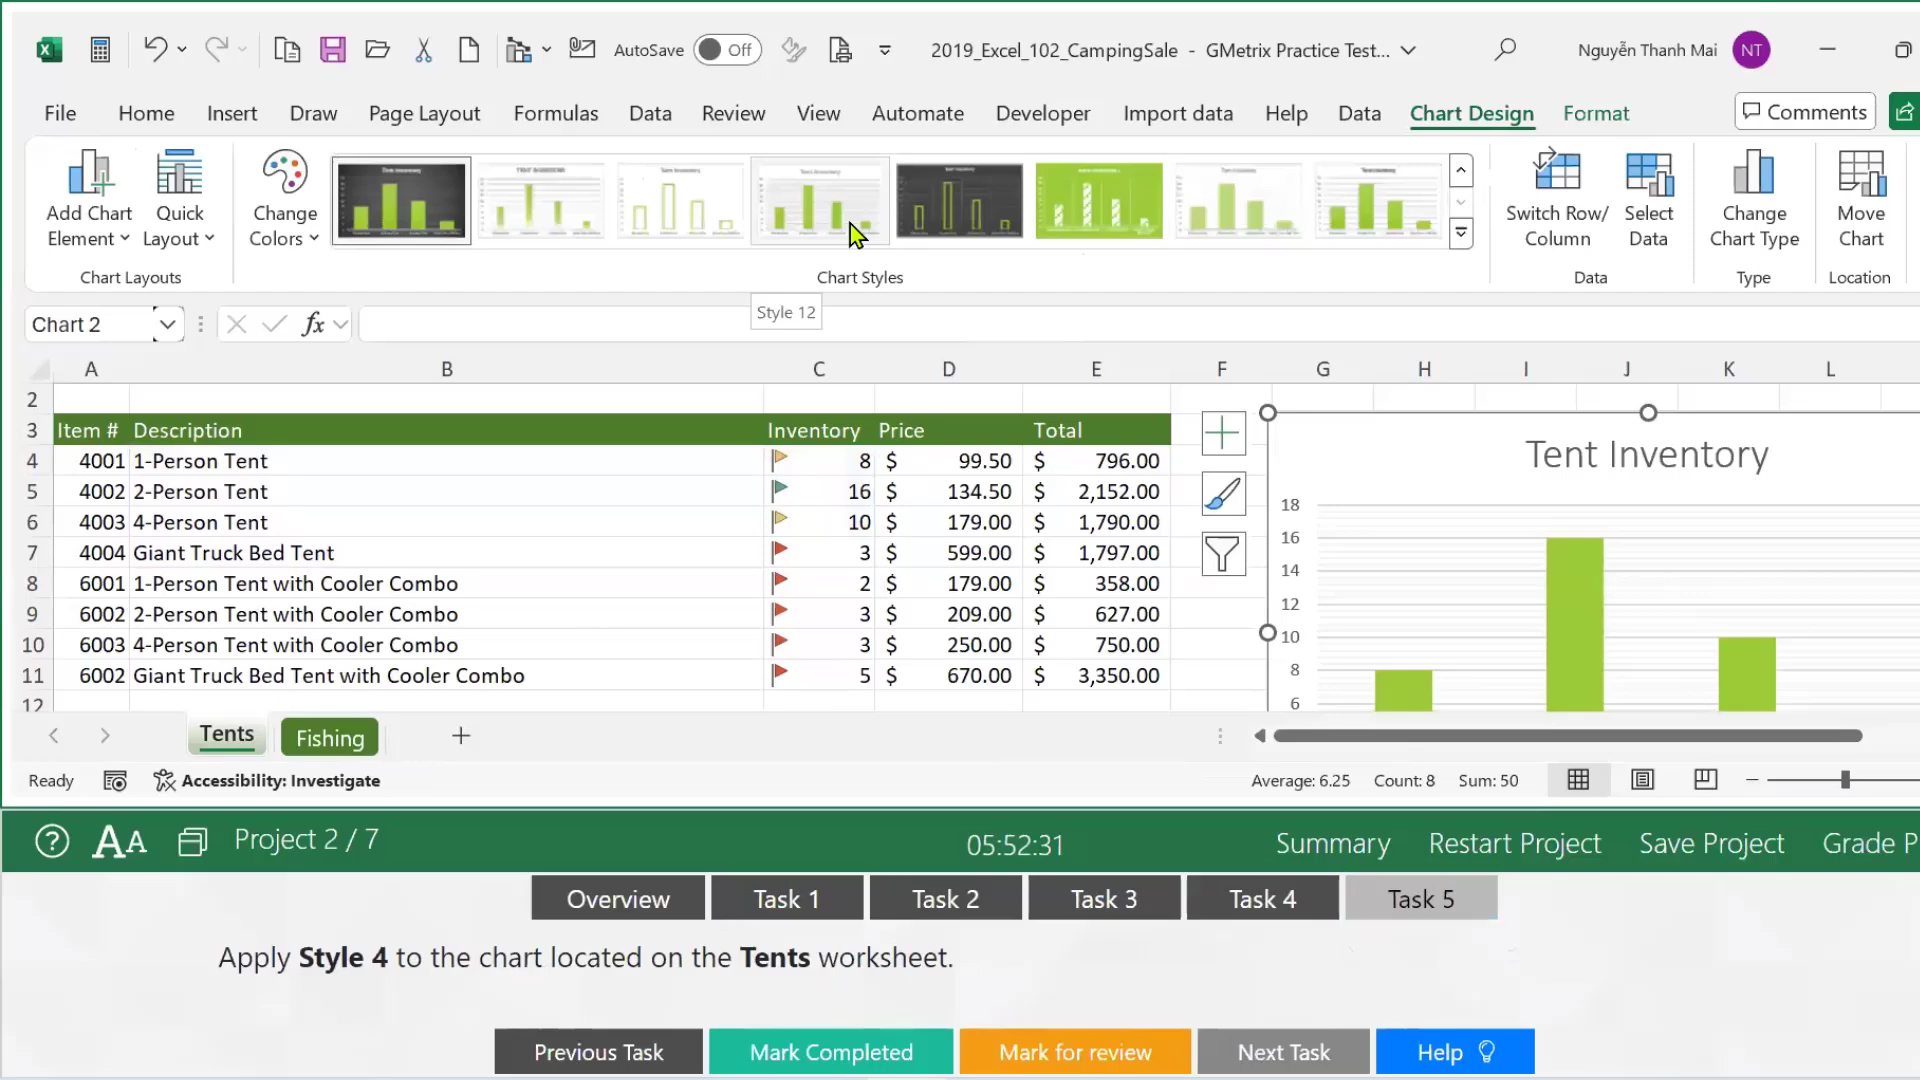 AutoSave Off 2019_Excel_102_CampingSale - GMetrix Practice Test... Nguyễn Thanh Mai NT
File Home Insert Draw Page Layout Formulas Data Review View Automate Developer Import data Help Data Chart Design Format Comments
Add Chart Element Quick Layout Change Colors Switch Row/Column Select Data Change Chart Type Move Chart
Chart Layouts Chart Styles Data Type Location
Chart 2 fx Style 12
A B C D E F G H I J K L
2
3 Item # Description Inventory Price Total
4 4001 1-Person Tent 8 $ 99.50 $ 796.00
5 4002 2-Person Tent 16 $ 134.50 $ 2,152.00
6 4003 4-Person Tent 10 $ 179.00 $ 1,790.00
7 4004 Giant Truck Bed Tent 3 $ 599.00 $ 1,797.00
8 6001 1-Person Tent with Cooler Combo 2 $ 179.00 $ 358.00
9 6002 2-Person Tent with Cooler Combo 3 $ 209.00 $ 627.00
10 6003 4-Person Tent with Cooler Combo 3 $ 250.00 $ 750.00
11 6002 Giant Truck Bed Tent with Cooler Combo 5 $ 670.00 $ 3,350.00
12
Tent Inventory
18
16
14
12
10
8
6
Tents Fishing
Ready Accessibility: Investigate Average: 6.25 Count: 8 Sum: 50
Project 2 / 7 05:52:31 Summary Restart Project Save Project Grade P
Overview Task 1 Task 2 Task 3 Task 4 Task 5
Apply Style 4 to the chart located on the Tents worksheet.
Previous Task Mark Completed Mark for review Next Task Help